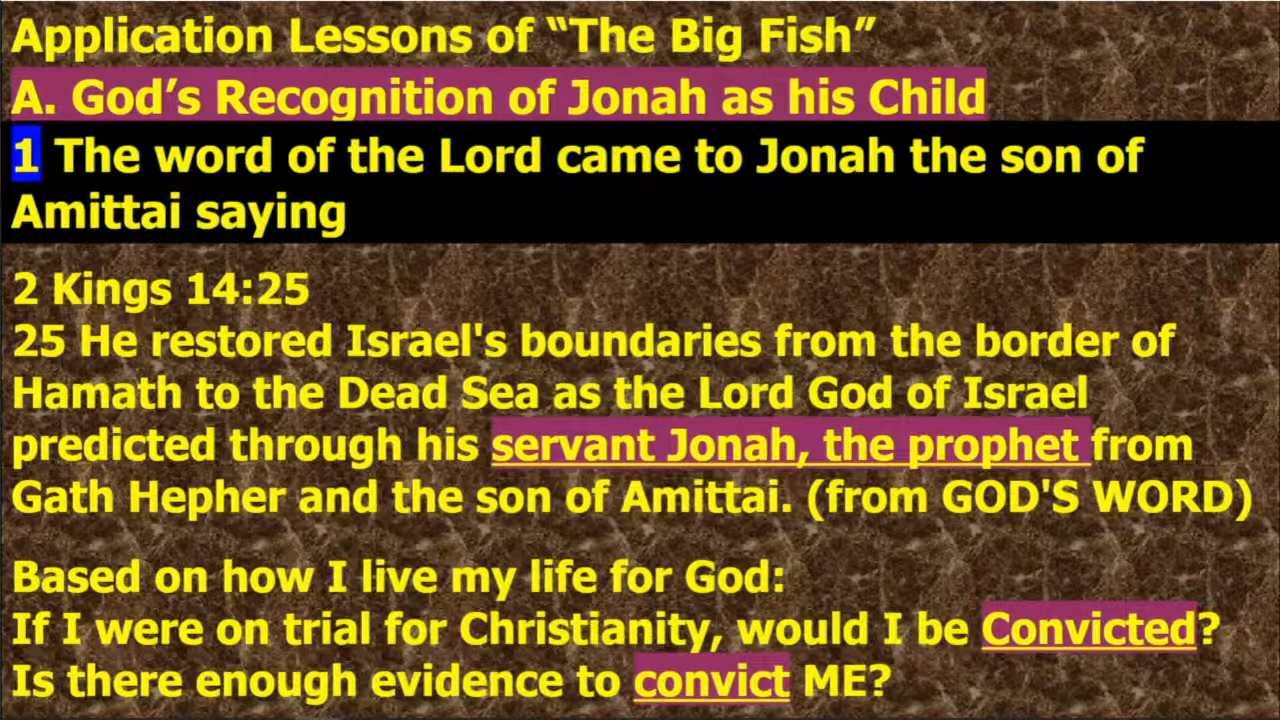 Application Lessons of “The Big Fish”
A. God’s Recognition of Jonah as his Child
1 The word of the Lord came to Jonah the son of
Amittai saying
2 Kings 14:25
25 He restored Israel's boundaries from the border of
Hamath to the Dead Sea as the Lord God of Israel
predicted through his servant Jonah, the prophet from
Gath Hepher and the son of Amittai. (from GOD'S WORD)
Based on how I live my life for God:
If I were on trial for Christianity, would I be Convicted?
Is there enough evidence to convict ME?